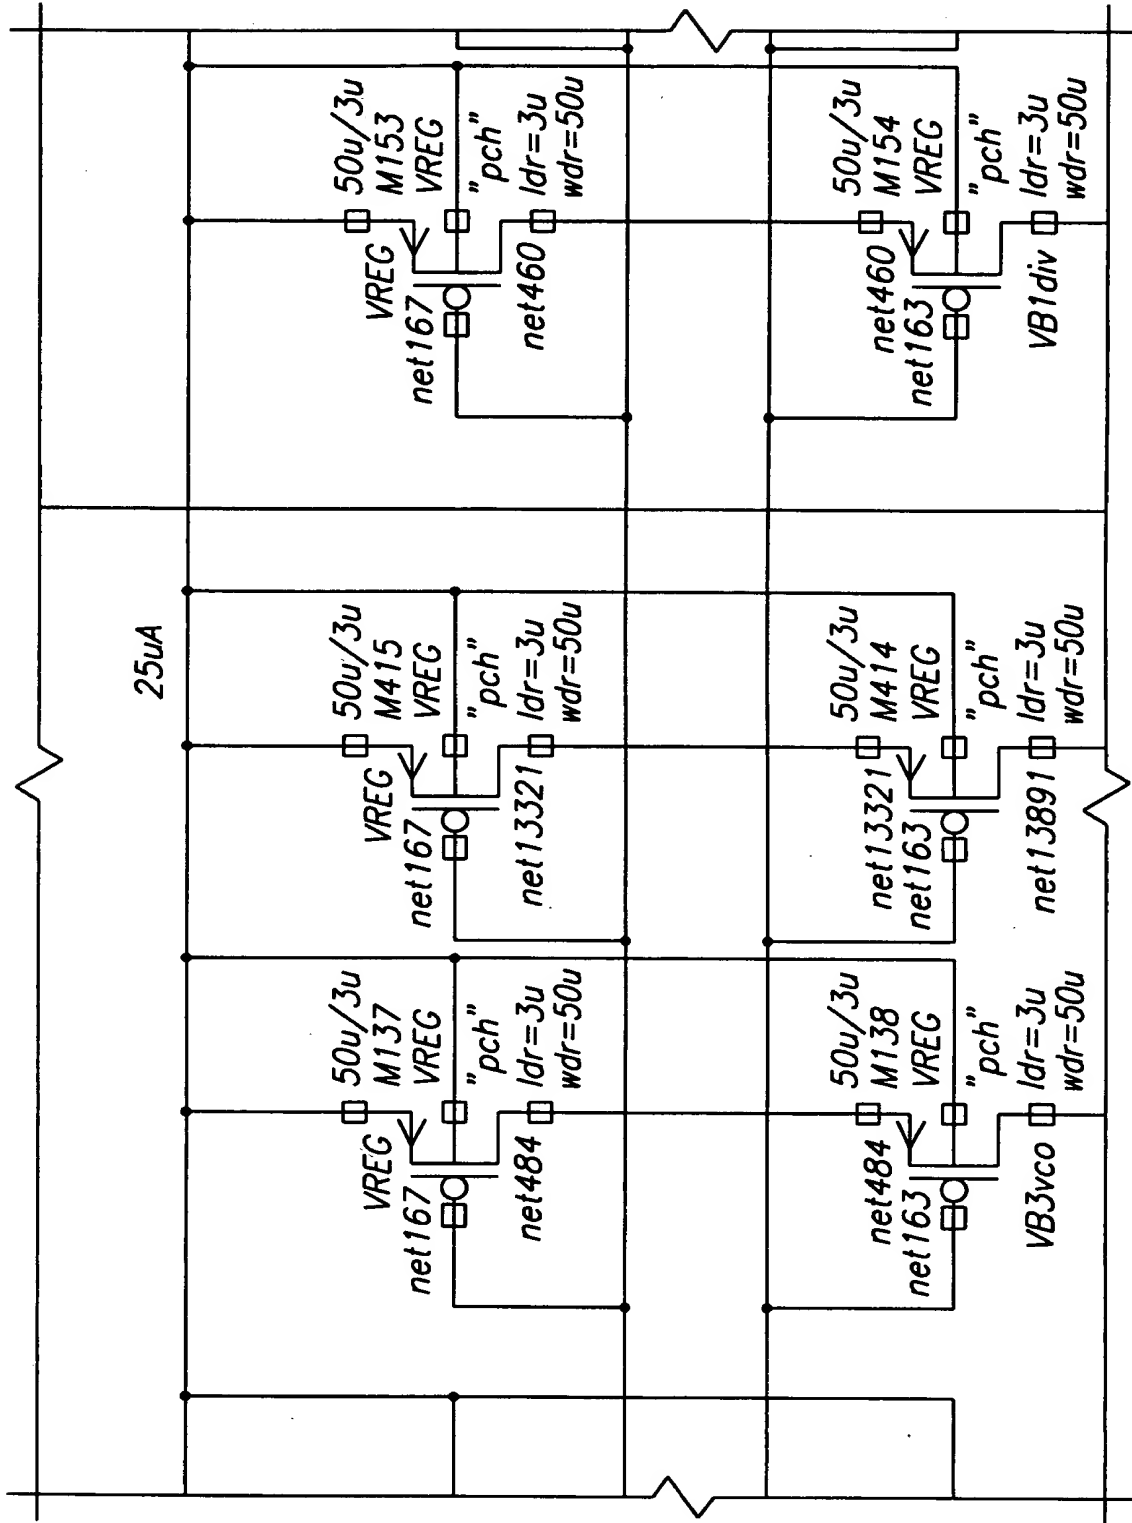 25uA
VREG
net167
net484
50u/3u
M137
VREG
"pch"
ldr=3u
wdr=50u
VREG
net167
net13321
50u/3u
M415
VREG
"pch"
ldr=3u
wdr=50u
VREG
net167
net460
50u/3u
M153
VREG
"pch"
ldr=3u
wdr=50u
net484
net163
VB3vco
50u/3u
M138
VREG
"pch"
ldr=3u
wdr=50u
net13321
net163
net13891
50u/3u
M414
VREG
"pch"
ldr=3u
wdr=50u
net460
net163
VB1div
50u/3u
M154
VREG
"pch"
ldr=3u
wdr=50u